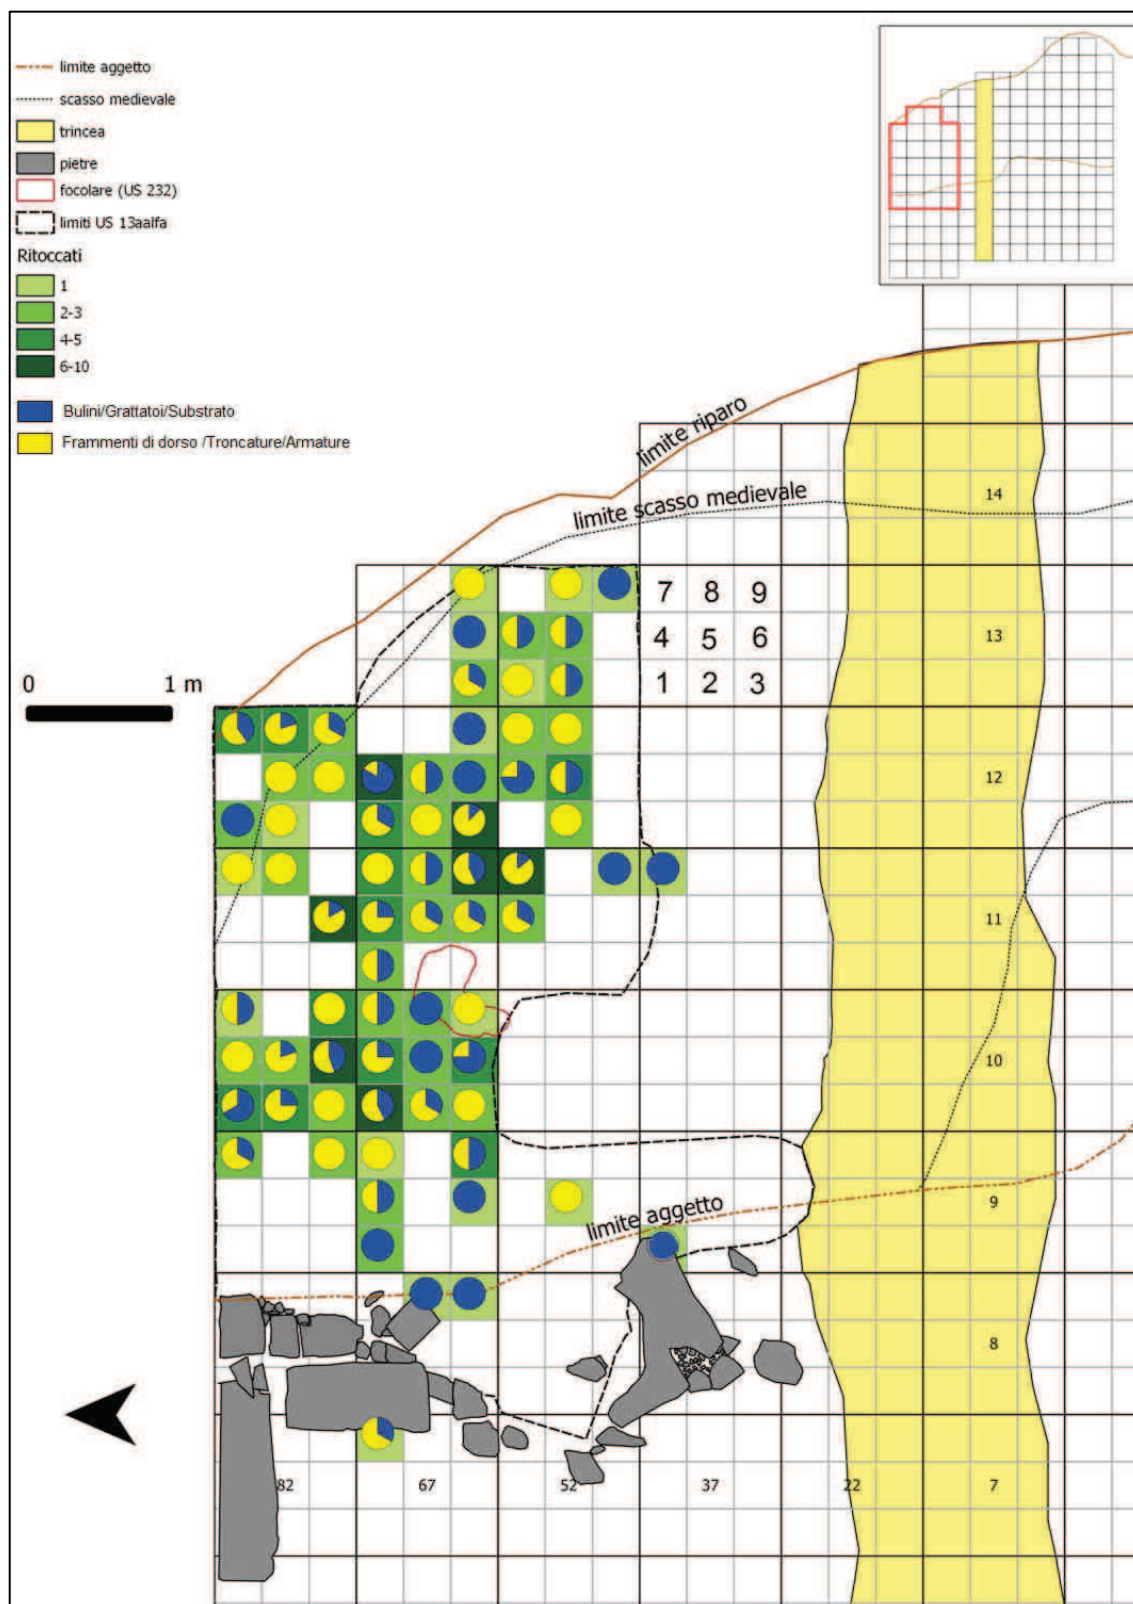 limite aggetto
scasso medievale
trincea
pietre
focolare (US 232)
limiti US 13aalfa
Ritoccati
1
2-3
4-5
6-10
Bulini/Grattatoi/Substrato
Frammenti di dorso /Troncature/Armature
limite riparo
limite scasso medievale
14
7 8 9
4 5 6
1 2 3
13
0 1 m
12
11
10
9
limite aggetto
8
82 67 52 37 22 7